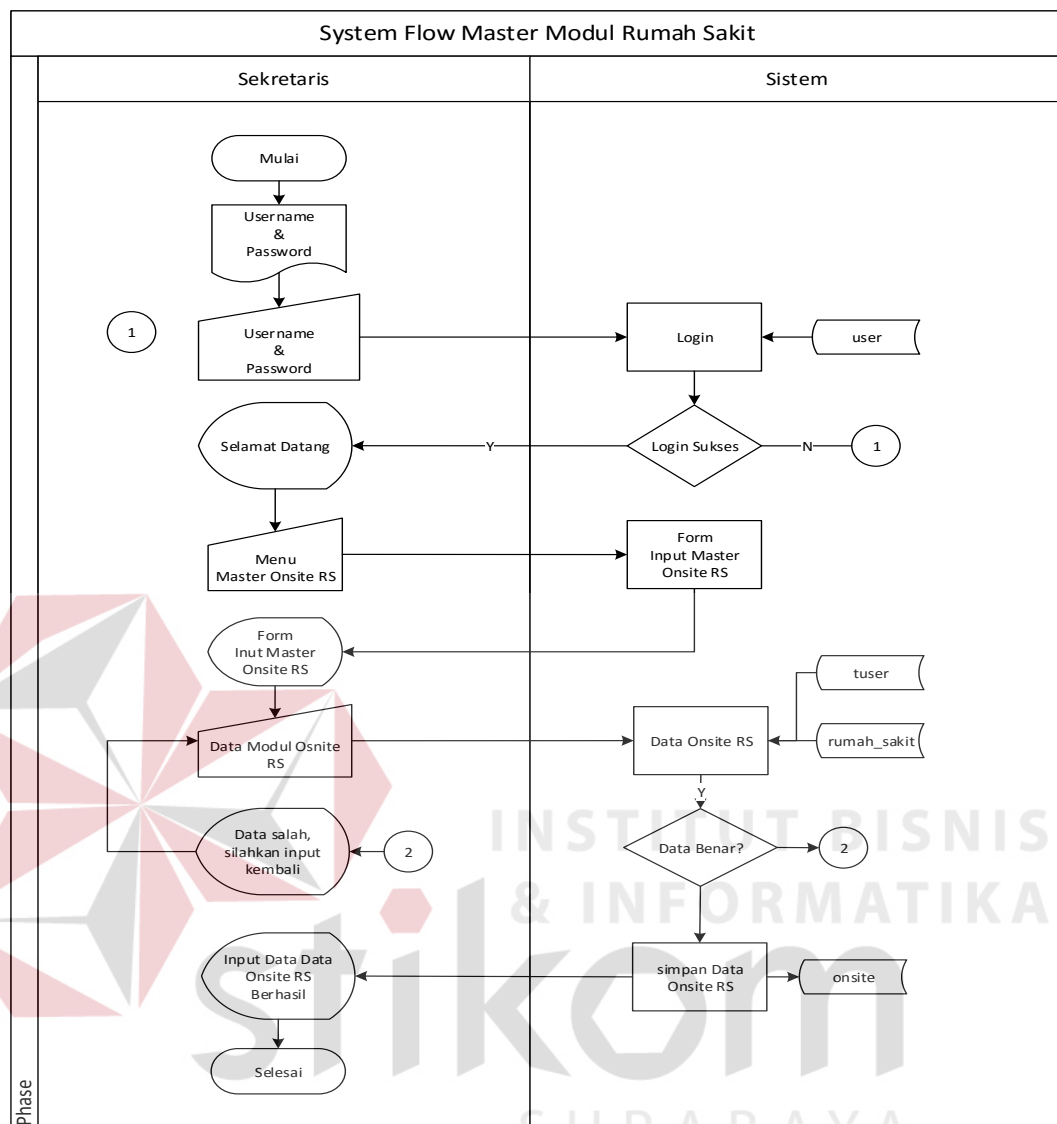 System Flow Master Modul Rumah Sakit
Sekretaris
Sistem
Mulai
Username
&
Password
1
Username
&
Password
Login
user
Selamat Datang
Y
Login Sukses
N
1
Menu
Master Onsite RS
Form
Input Master
Onsite RS
Form
Inut Master
Onsite RS
tuser
Data Modul Osnite
RS
Data Onsite RS
rumah_sakit
Y
Data salah,
silahkan input
kembali
2
Data Benar?
2
Input Data Data
Onsite RS
Berhasil
simpan Data
Onsite RS
onsite
Selesai
Phase
INSTITUT BISNIS
& INFORMATIKA
stikom
SURABAYA